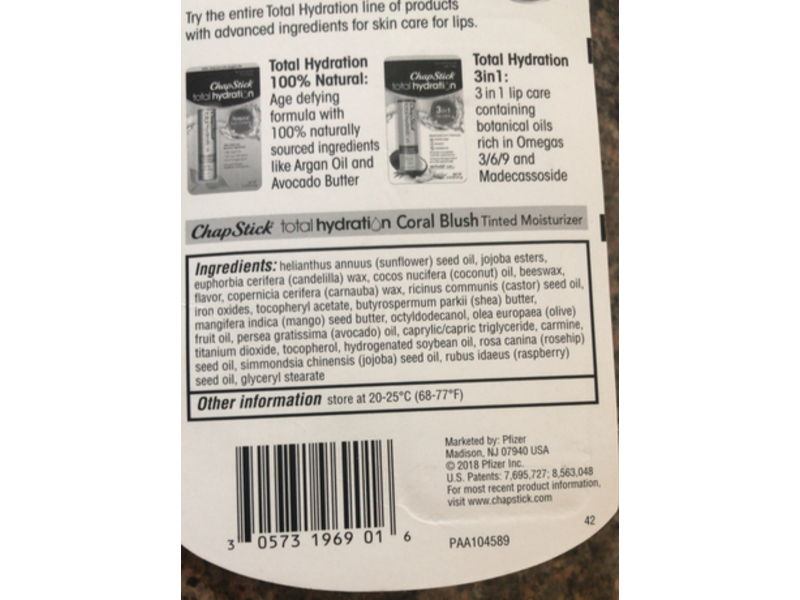 Try the entire Total Hydration line of products
with advanced ingredients for skin care for lips.
ChapStick
total hydration
Total Hydration
100% Natural:
Age defying
formula with
100% naturally
sourced ingredients
like Argan Oil and
Avocado Butter
ChapStick
total hydration
3in1
Total Hydration
3in1:
3 in 1 lip care
containing
botanical oils
rich in Omegas
3/6/9 and
Madecassoside
ChapStick total hydration Coral Blush Tinted Moisturizer
Ingredients: helianthus annuus (sunflower) seed oil, jojoba esters,
euphorbia cerifera (candelilla) wax, cocos nucifera (coconut) oil, beeswax,
flavor, copernicia cerifera (carnauba) wax, ricinus communis (castor) seed oil,
iron oxides, tocopheryl acetate, butyrospermum parkii (shea) butter,
mangifera indica (mango) seed butter, octyldodecanol, olea europaea (olive)
fruit oil, persea gratissima (avocado) oil, caprylic/capric triglyceride, carmine,
titanium dioxide, tocopherol, hydrogenated soybean oil, rosa canina (rosehip)
seed oil, simmondsia chinensis (jojoba) seed oil, rubus idaeus (raspberry)
seed oil, glyceryl stearate
Other information store at 20-25°C (68-77°F)
Marketed by: Pfizer
Madison, NJ 07940 USA
© 2018 Pfizer Inc.
U.S. Patents: 7,695,727; 8,563,048
For most recent product information,
visit www.chapstick.com
42
3 0573 1969 01 6
PAA104589